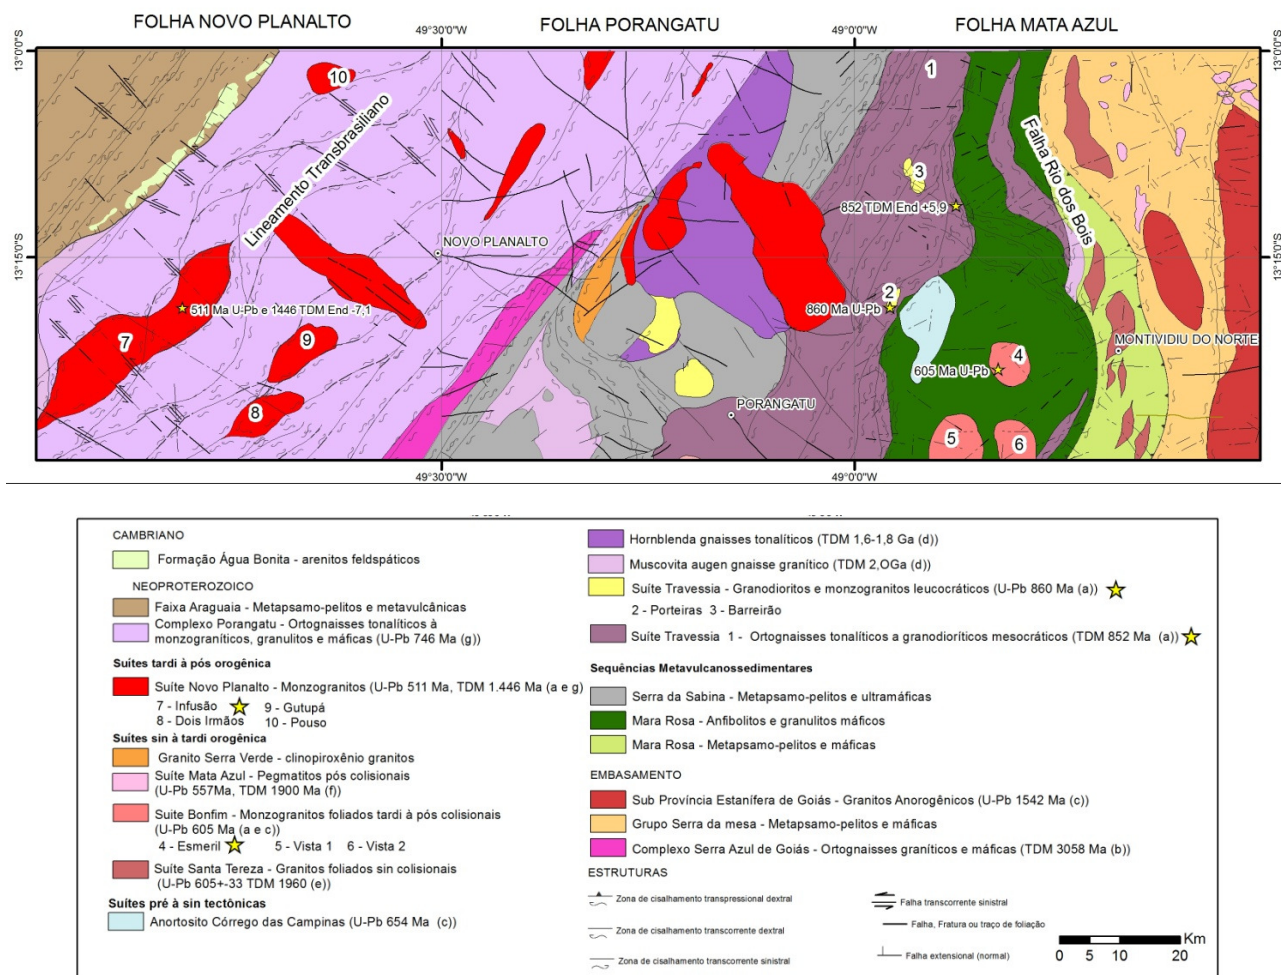 FOLHA NOVO PLANALTO
FOLHA PORANGATU
FOLHA MATA AZUL
49°30'0"W
49°0'0"W
13°0'0"S
13°0'0"S
10
1
Lineamento Transbrasiliano
Falha Rio dos Bois
3
852 TDM End +5,9
NOVO PLANALTO
13°15'0"S
13°15'0"S
2
511 Ma U-Pb e 1446 TDM End -7,1
860 Ma U-Pb
7
9
MONTIVIDIU DO NORTE
4
605 Ma U-Pb
8
PORANGATU
5
6
49°30'0"W
49°0'0"W
CAMBRIANO
Formação Água Bonita - arenitos feldspáticos
NEOPROTEROZOICO
Faixa Araguaia - Metapsamo-pelitos e metavulcânicas
Complexo Porangatu - Ortognaisses tonalíticos à
monzograníticos, granulitos e máficas (U-Pb 746 Ma (g))
Suítes tardi à pós orogênica
Suíte Novo Planalto - Monzogranitos (U-Pb 511 Ma, TDM 1.446 Ma (a e g)
7 - Infusão
9 - Gutupá
8 - Dois Irmãos
10 - Pouso
Suítes sin à tardi orogênica
Granito Serra Verde - clinopiroxênio granitos
Suíte Mata Azul - Pegmatitos pós colisionais
(U-Pb 557Ma, TDM 1900 Ma (f))
Suite Bonfim - Monzogranitos foliados tardi à pós colisionais
(U-Pb 605 Ma (a e c))
4 - Esmeril
5 - Vista 1
6 - Vista 2
Suíte Santa Tereza - Granitos foliados sin colisionais
(U-Pb 605+-33 TDM 1960 (e))
Suítes pré à sin tectônicas
Anortosito Córrego das Campinas (U-Pb 654 Ma (c))
Hornblenda gnaisses tonalíticos (TDM 1,6-1,8 Ga (d))
Muscovita augen gnaisse granítico (TDM 2,OGa (d))
Suíte Travessia - Granodioritos e monzogranitos leucocráticos (U-Pb 860 Ma (a))
2 - Porteiras 3 - Barreirão
Suíte Travessia 1 - Ortognaisses tonalíticos a granodioríticos mesocráticos (TDM 852 Ma (a))
Sequências Metavulcanossedimentares
Serra da Sabina - Metapsamo-pelitos e ultramáficas
Mara Rosa - Anfibolitos e granulitos máficos
Mara Rosa - Metapsamo-pelitos e máficas
EMBASAMENTO
Sub Província Estanífera de Goiás - Granitos Anorogênicos (U-Pb 1542 Ma (c))
Grupo Serra da mesa - Metapsamo-pelitos e máficas
Complexo Serra Azul de Goiás - Ortognaisses graníticos e máficas (TDM 3058 Ma (b))
ESTRUTURAS
Zona de cisalhamento transpressional dextral
Zona de cisalhamento transcorrente dextral
Zona de cisalhamento transcorrente sinistral
Falha transcorrente sinistral
Falha, Fratura ou traço de foliação
Falha extensional (normal)
Km
0 5 10 20